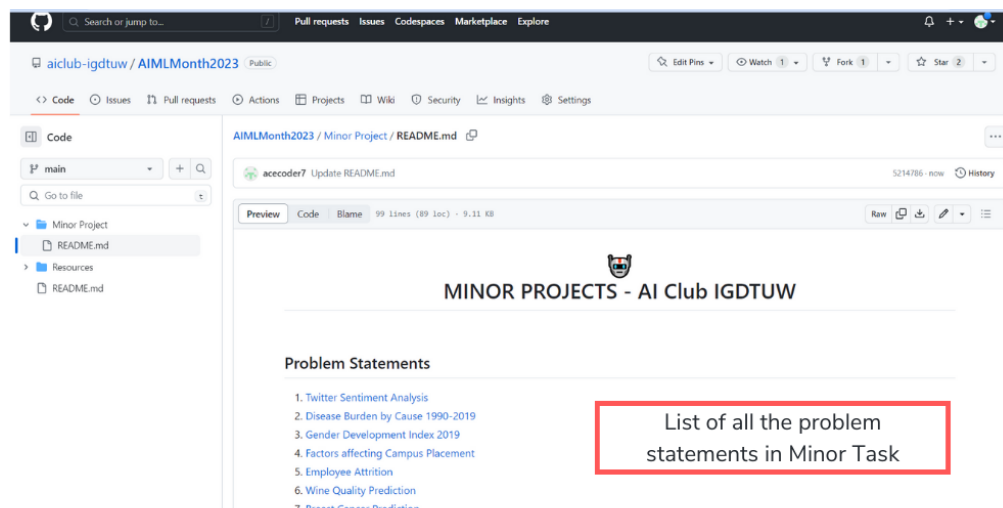 Search or jump to...
/
Pull requests Issues Codespaces Marketplace Explore
aiclub-igdtuw / AIMLMonth2023 Public
Edit Pins Watch 1 Fork 1 Star 2
Code Issues Pull requests Actions Projects Wiki Security Insights Settings
Code
AIMLMonth2023 / Minor Project / README.md
main
acecoder7 Update README.md
5214786 · now History
Go to file t
Preview Code Blame 99 lines (89 loc) · 9.11 KB
Raw
Minor Project
README.md
Resources
README.md
MINOR PROJECTS - AI Club IGDTUW
Problem Statements
1. Twitter Sentiment Analysis
2. Disease Burden by Cause 1990-2019
3. Gender Development Index 2019
4. Factors affecting Campus Placement
5. Employee Attrition
6. Wine Quality Prediction
7. Breast Cancer Prediction
List of all the problem
statements in Minor Task